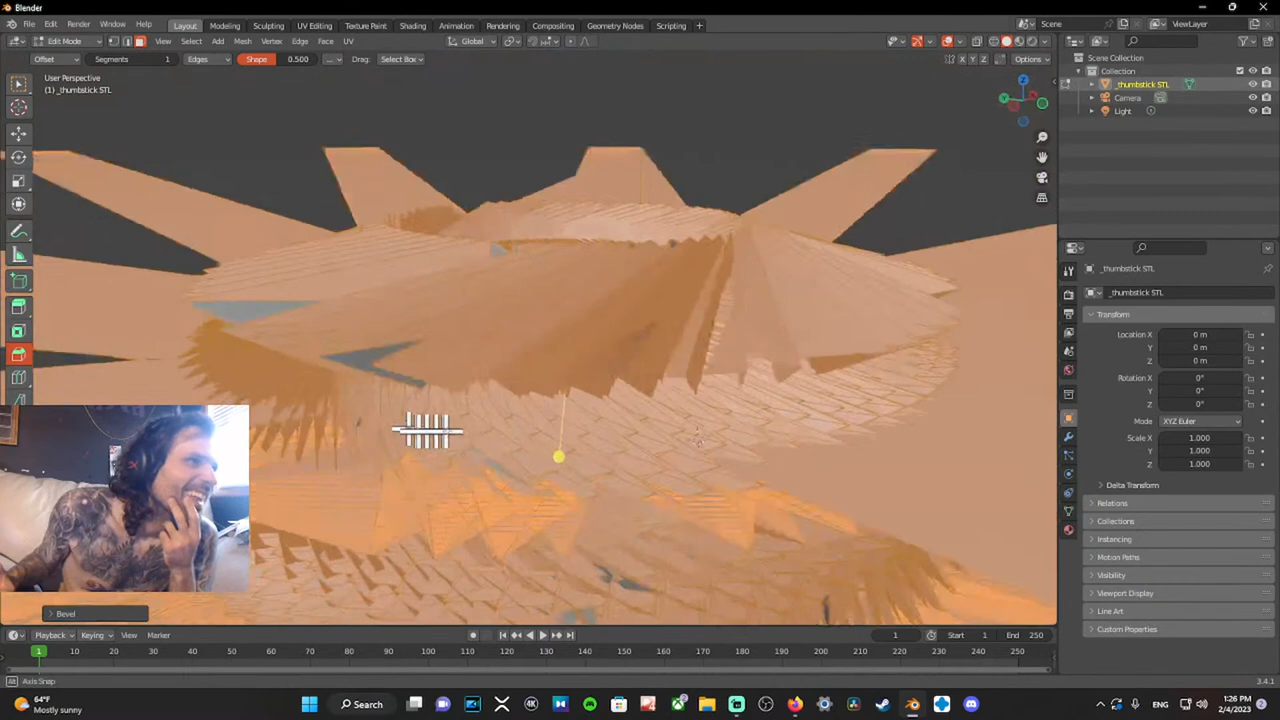 Blender
File Edit Render Window Help Layout Modeling Sculpting UV Editing Texture Paint Shading Animation Rendering Compositing Geometry Nodes Scripting + Scene ViewLayer
Edit Mode View Select Add Mesh Vertex Edge Face UV Global
Offset Segments 1 Edges Shape 0.500 ... Drag: Select Box X Y Z Options
User Perspective
(1) _thumbstick STL
Scene Collection
Collection
_thumbstick STL
Camera
Light
_thumbstick STL
_thumbstick STL
Transform
Location X 0 m
Y 0 m
Z 0 m
Rotation X 0°
Y 0°
Z 0°
Mode XYZ Euler
Scale X 1.000
Y 1.000
Z 1.000
Delta Transform
Relations
Collections
Instancing
Motion Paths
Visibility
Viewport Display
Line Art
Custom Properties
Bevel
Playback Keying View Marker 1 Start 1 End 250
1 10 20 30 40 50 60 70 80 90 100 110 120 130 140 150 160 170 180 190 200 210 220 230 240 250
Alt Axis Snap 3.4.1
64°F
Mostly sunny
Search
ENG
1:26 PM
2/4/2023